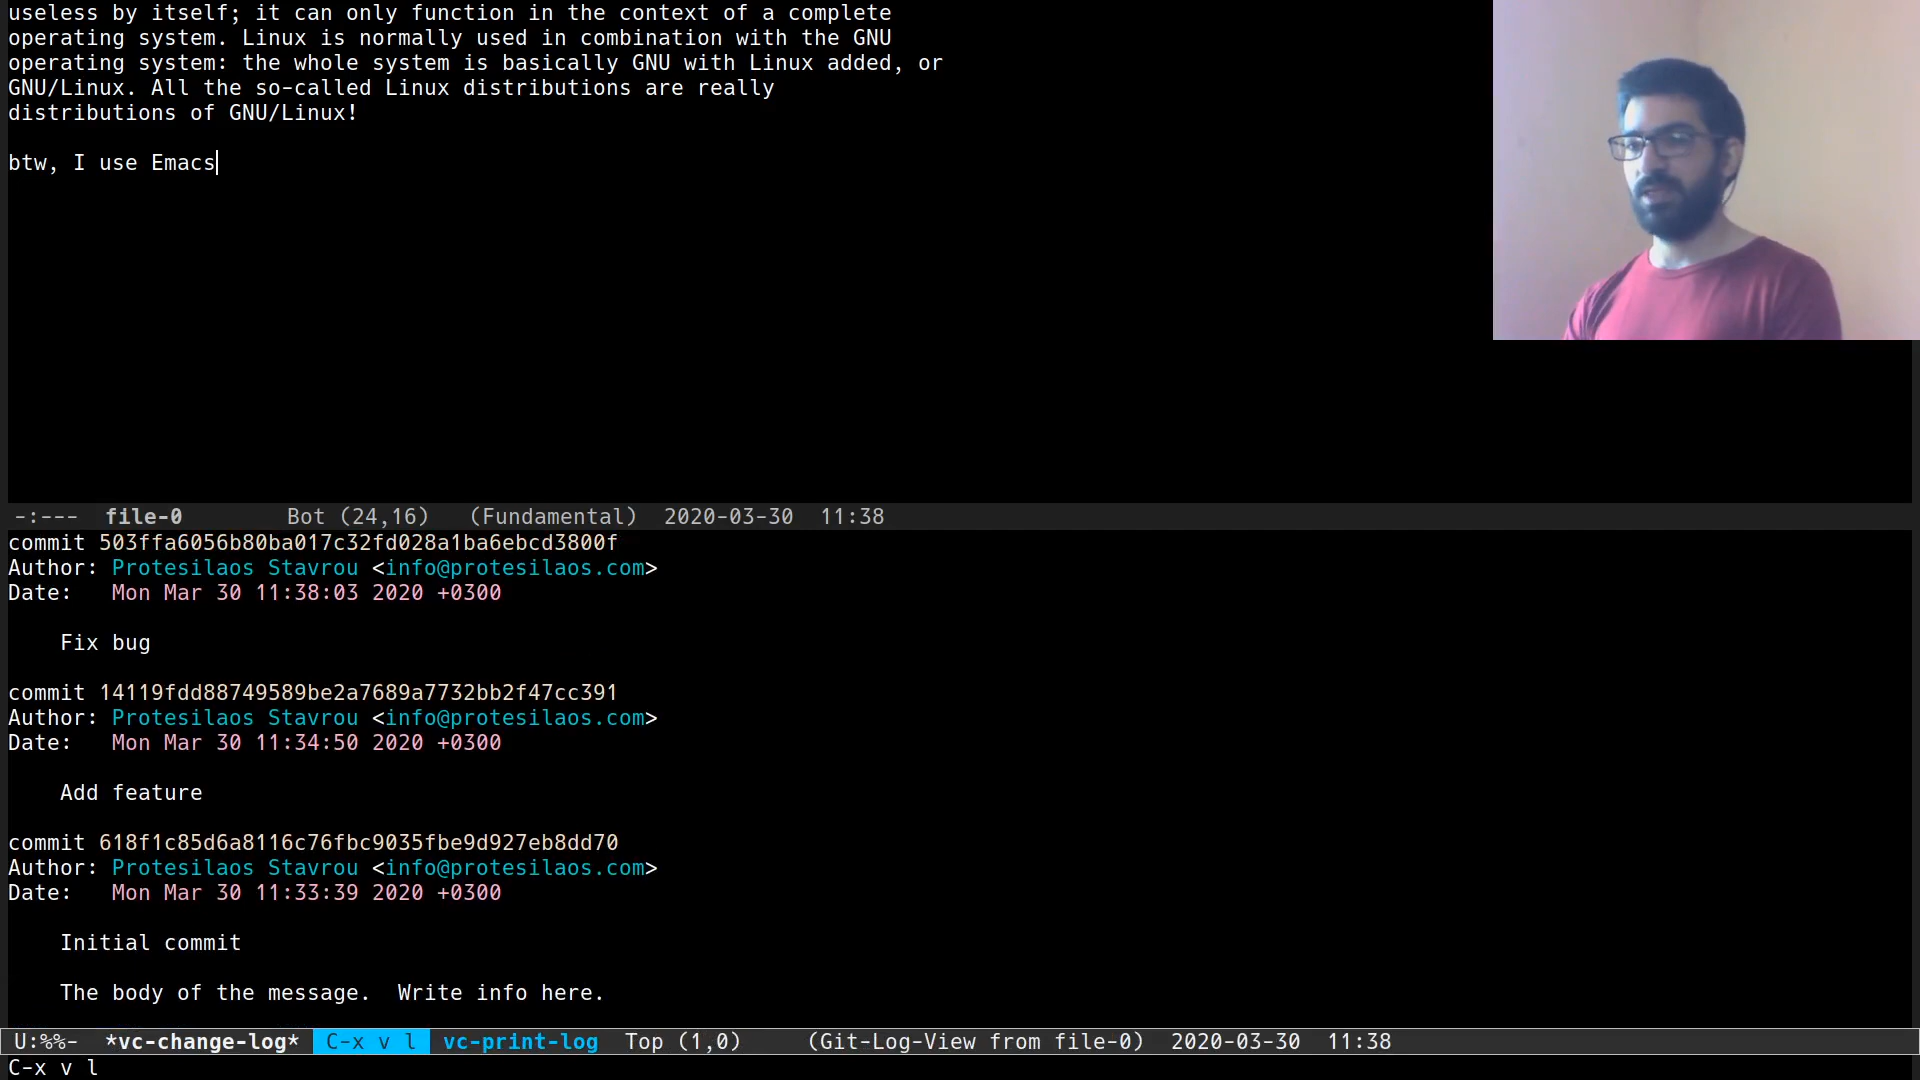 useless by itself; it can only function in the context of a complete
operating system. Linux is normally used in combination with the GNU
operating system: the whole system is basically GNU with Linux added, or
GNU/Linux. All the so-called Linux distributions are really
distributions of GNU/Linux!
btw, I use Emacs
-:--- file-0 Bot (24,16) (Fundamental) 2020-03-30 11:38
commit 503ffa6056b80ba017c32fd028a1ba6ebcd3800f
Author: Protesilaos Stavrou <info@protesilaos.com>
Date: Mon Mar 30 11:38:03 2020 +0300
Fix bug
commit 14119fdd88749589be2a7689a7732bb2f47cc391
Author: Protesilaos Stavrou <info@protesilaos.com>
Date: Mon Mar 30 11:34:50 2020 +0300
Add feature
commit 618f1c85d6a8116c76fbc9035fbe9d927eb8dd70
Author: Protesilaos Stavrou <info@protesilaos.com>
Date: Mon Mar 30 11:33:39 2020 +0300
Initial commit
The body of the message. Write info here.
U:%%- *vc-change-log* C-x v l vc-print-log Top (1,0) (Git-Log-View from file-0) 2020-03-30 11:38
C-x v l